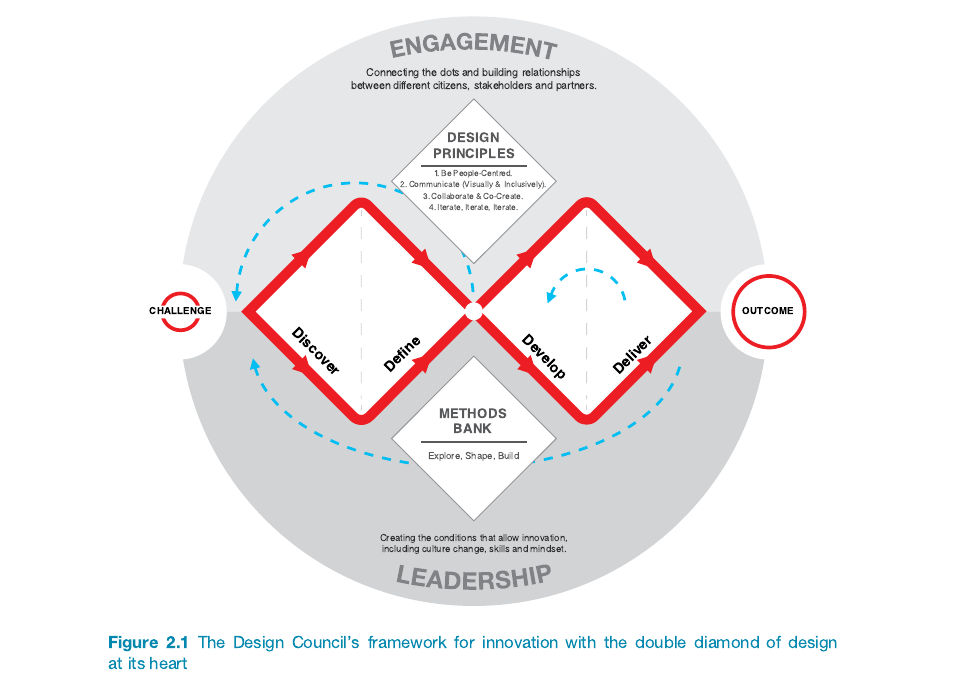 ENGAGEMENT
Connecting the dots and building relationships
between different citizens, stakeholders and partners.
DESIGN
PRINCIPLES
1. Be People-Centred.
2. Communicate (Visually & Inclusively).
3. Collaborate & Co-Create.
4. Iterate, Iterate, Iterate.
CHALLENGE
OUTCOME
Discover
Define
Develop
Deliver
METHODS
BANK
Explore, Shape, Build
Creating the conditions that allow innovation,
including culture change, skills and mindset.
LEADERSHIP
Figure 2.1 The Design Council's framework for innovation with the double diamond of design
at its heart